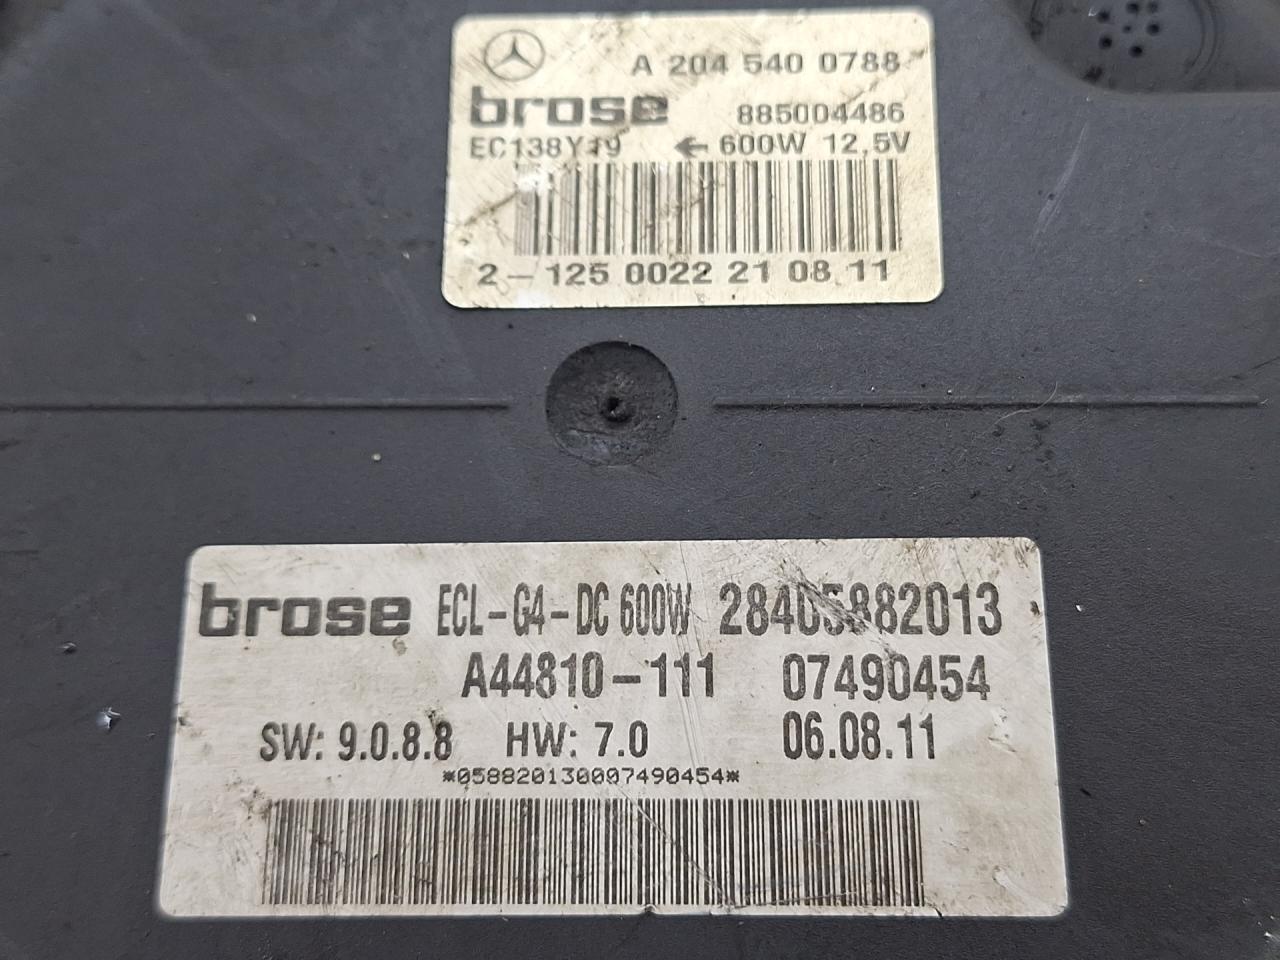 A 204 540 0788
brose 885004486
EC138Y19 ← 600W 12,5V
2-125 0022 21 08 11
brose ECL-G4-DC 600W 28405882013
A44810-111 07490454
SW: 9.0.8.8 HW: 7.0 06.08.11
*058820130007490454*